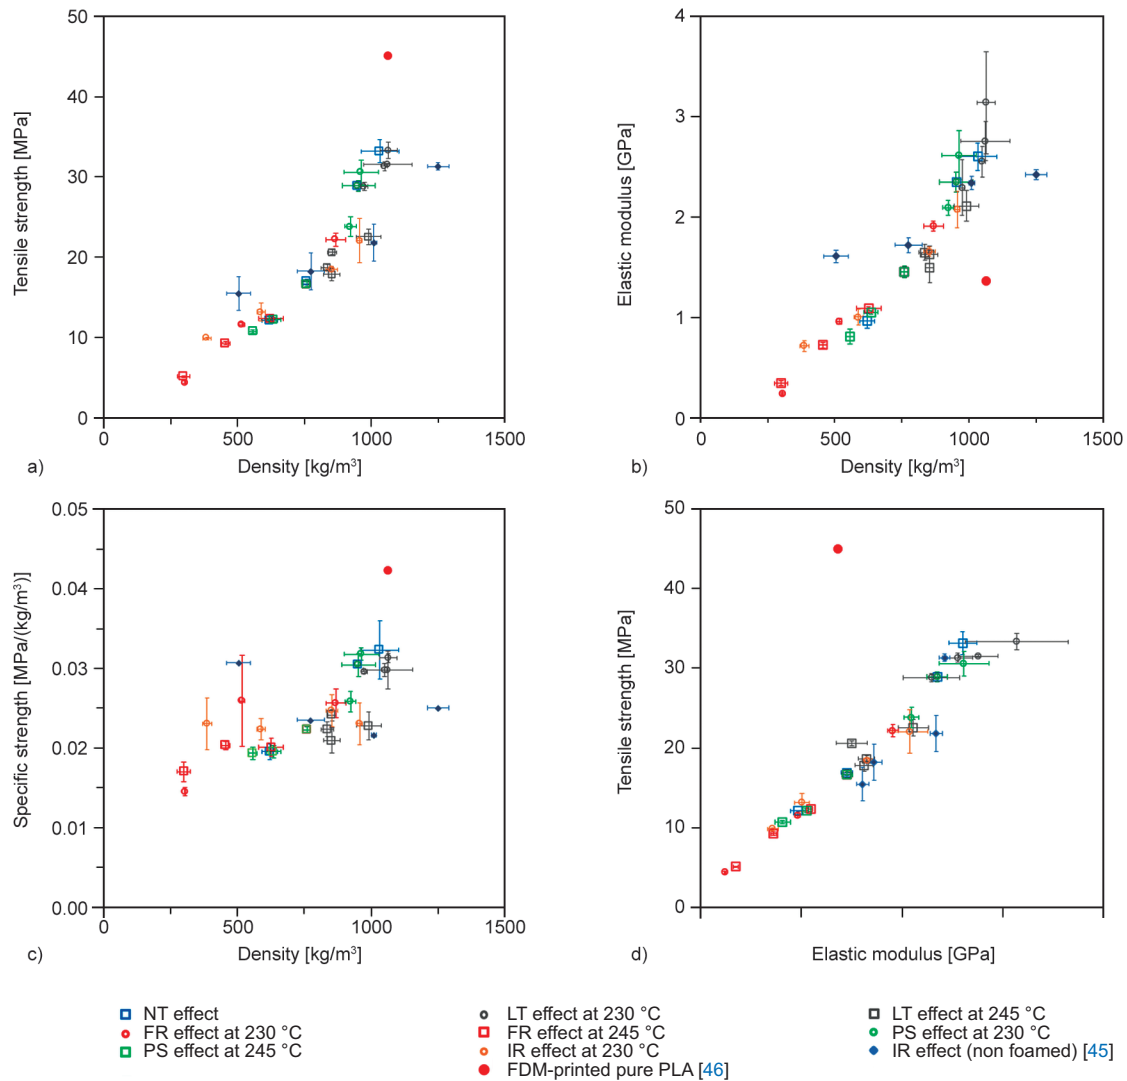 50
40
30
20
10
0
Tensile strength [MPa]
0
500
1000
1500
Density [kg/m³]
a)
4
3
2
1
0
Elastic modulus [GPa]
0
500
1000
1500
Density [kg/m³]
b)
0.05
0.04
0.03
0.02
0.01
0.00
Specific strength [MPa/(kg/m³)]
0
500
1000
1500
Density [kg/m³]
c)
50
40
30
20
10
0
Tensile strength [MPa]
Elastic modulus [GPa]
d)
NT effect
FR effect at 230 °C
PS effect at 245 °C
LT effect at 230 °C
FR effect at 245 °C
IR effect at 230 °C
FDM-printed pure PLA [46]
LT effect at 245 °C
PS effect at 230 °C
IR effect (non foamed) [45]